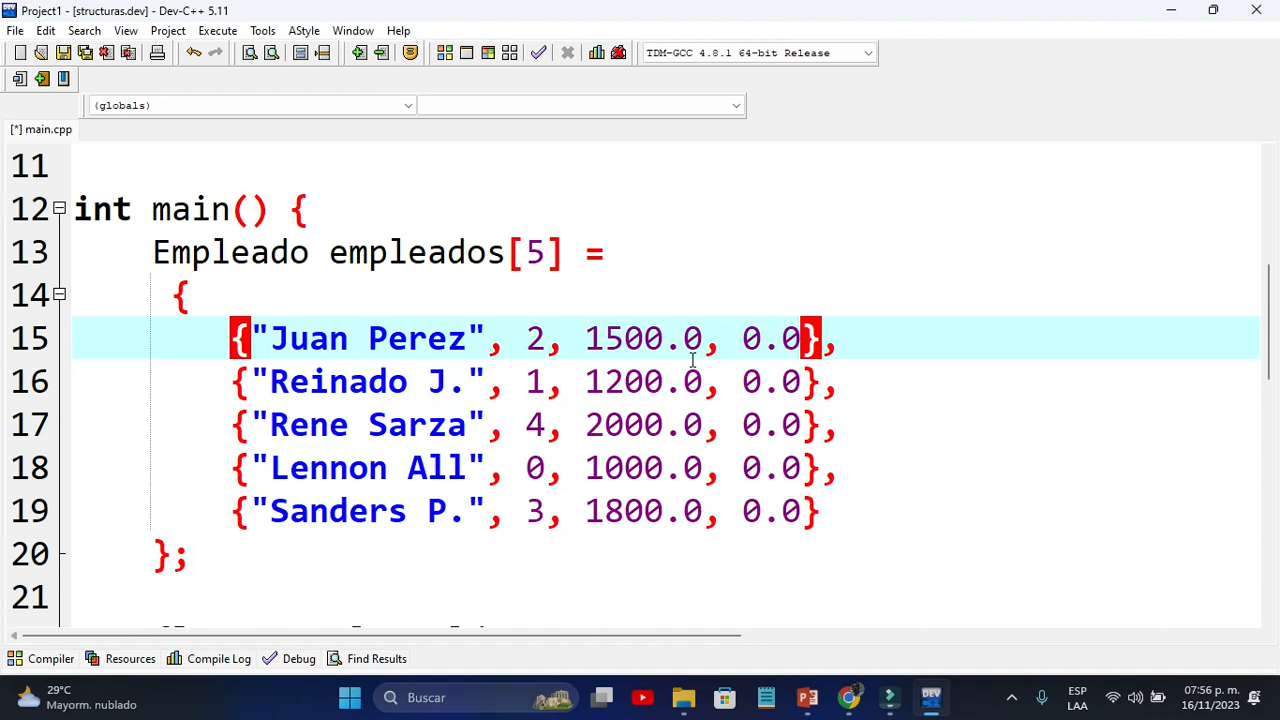 Project1 - [structuras.dev] - Dev-C++ 5.11
File Edit Search View Project Execute Tools AStyle Window Help
TDM-GCC 4.8.1 64-bit Release
(globals)
[*] main.cpp
11
12 int main() {
13 Empleado empleados[5] =
14 {
15 {"Juan Perez", 2, 1500.0, 0.0},
16 {"Reinado J.", 1, 1200.0, 0.0},
17 {"Rene Sarza", 4, 2000.0, 0.0},
18 {"Lennon All", 0, 1000.0, 0.0},
19 {"Sanders P.", 3, 1800.0, 0.0}
20 };
21
Compiler Resources Compile Log Debug Find Results
29°C
Mayorm. nublado
Buscar
DEV
ESP
LAA
07:56 p. m.
16/11/2023